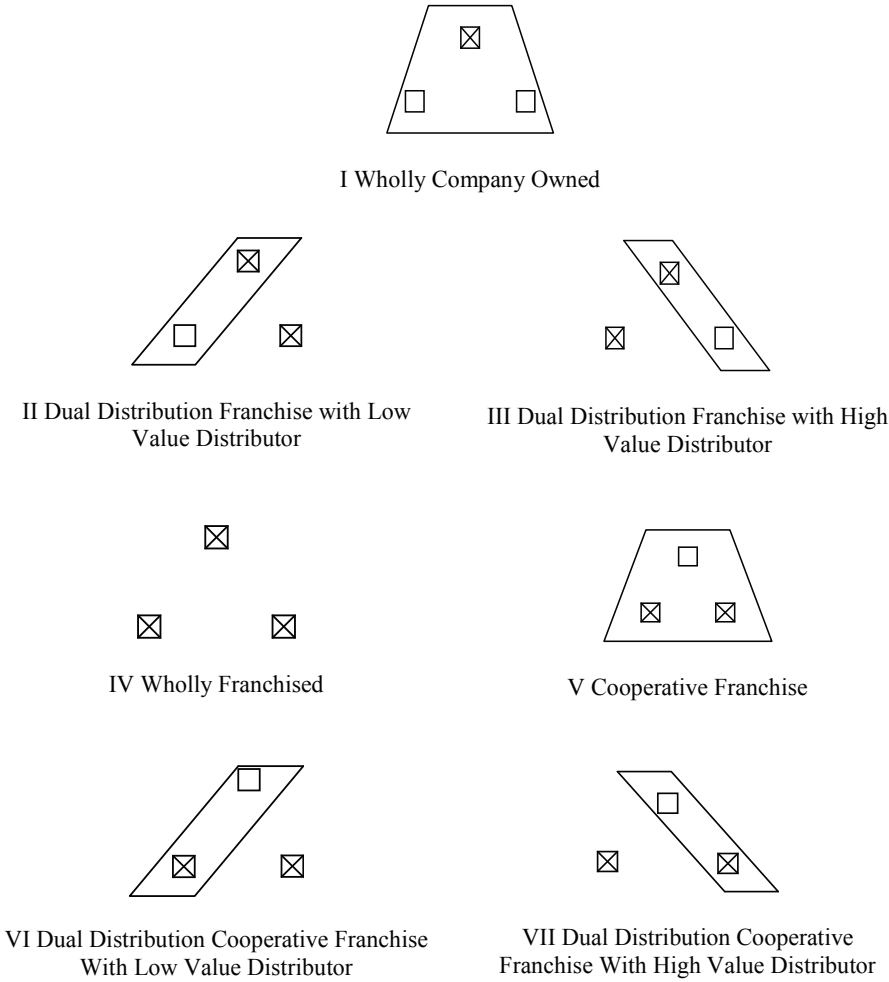 I Wholly Company Owned
II Dual Distribution Franchise with Low
Value Distributor
III Dual Distribution Franchise with High
Value Distributor
IV Wholly Franchised
V Cooperative Franchise
VI Dual Distribution Cooperative Franchise
With Low Value Distributor
VII Dual Distribution Cooperative
Franchise With High Value Distributor